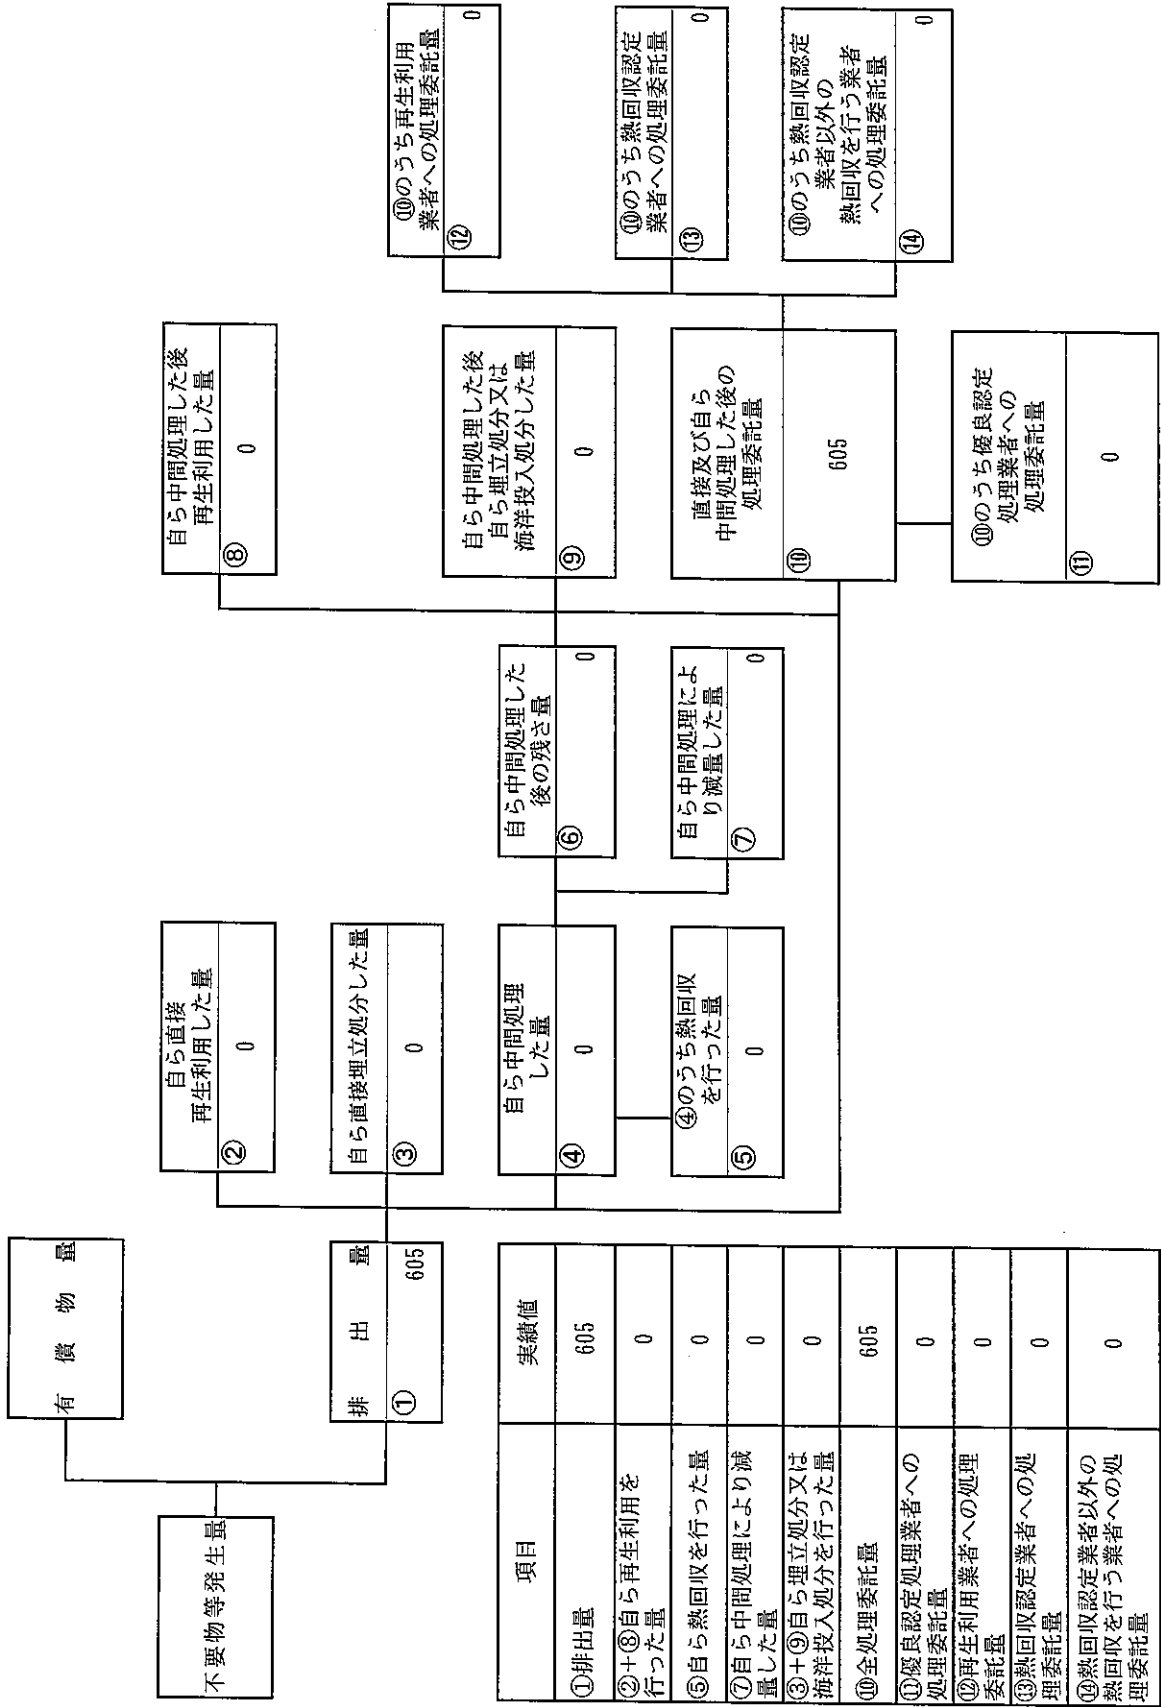 不要物等発生量
有償物量
排出量
①
605
自ら直接
再生利用した量
②
0
自ら直接埋立処分した量
③
0
自ら中間処理
した量
④
0
④のうち熱回収
を行った量
⑤
0
自ら中間処理した
後の残さ量
⑥
0
自ら中間処理によ
り減量した量
⑦
0
自ら中間処理した後
再生利用した量
⑧
0
自ら中間処理した後
自ら埋立処分又は
海洋投入処分した量
⑨
0
直接及び自ら
中間処理した後の
処理委託量
⑩
605
⑩のうち優良認定
処理業者への
処理委託量
⑪
0
⑩のうち再生利用
業者への処理委託量
⑫
0
⑩のうち熱回収認定
業者への処理委託量
⑬
0
⑩のうち熱回収認定
業者以外の
熱回収を行う業者
への処理委託量
⑭
0
項目 実績値
①排出量 605
②+⑧自ら再生利用を
行った量 0
⑤自ら熱回収を行った量 0
⑦自ら中間処理により減
量した量 0
③+⑨自ら埋立処分又は
海洋投入処分を行った量 0
⑩全処理委託量 605
⑪優良認定処理業者への
処理委託量 0
⑫再生利用業者への処理
委託量 0
⑬熱回収認定業者への処
理委託量 0
⑭熱回収認定業者以外の
熱回収を行う業者への処
理委託量 0